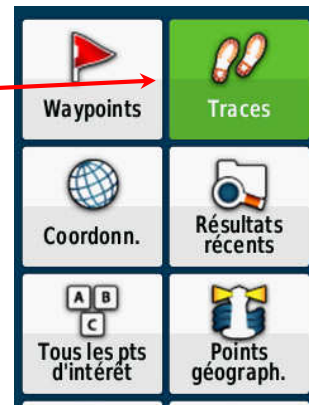 Waypoints
Traces
Coordonn.
Résultats
récents
A B
C
Tous les pts
d'intérêt
Points
géograph.